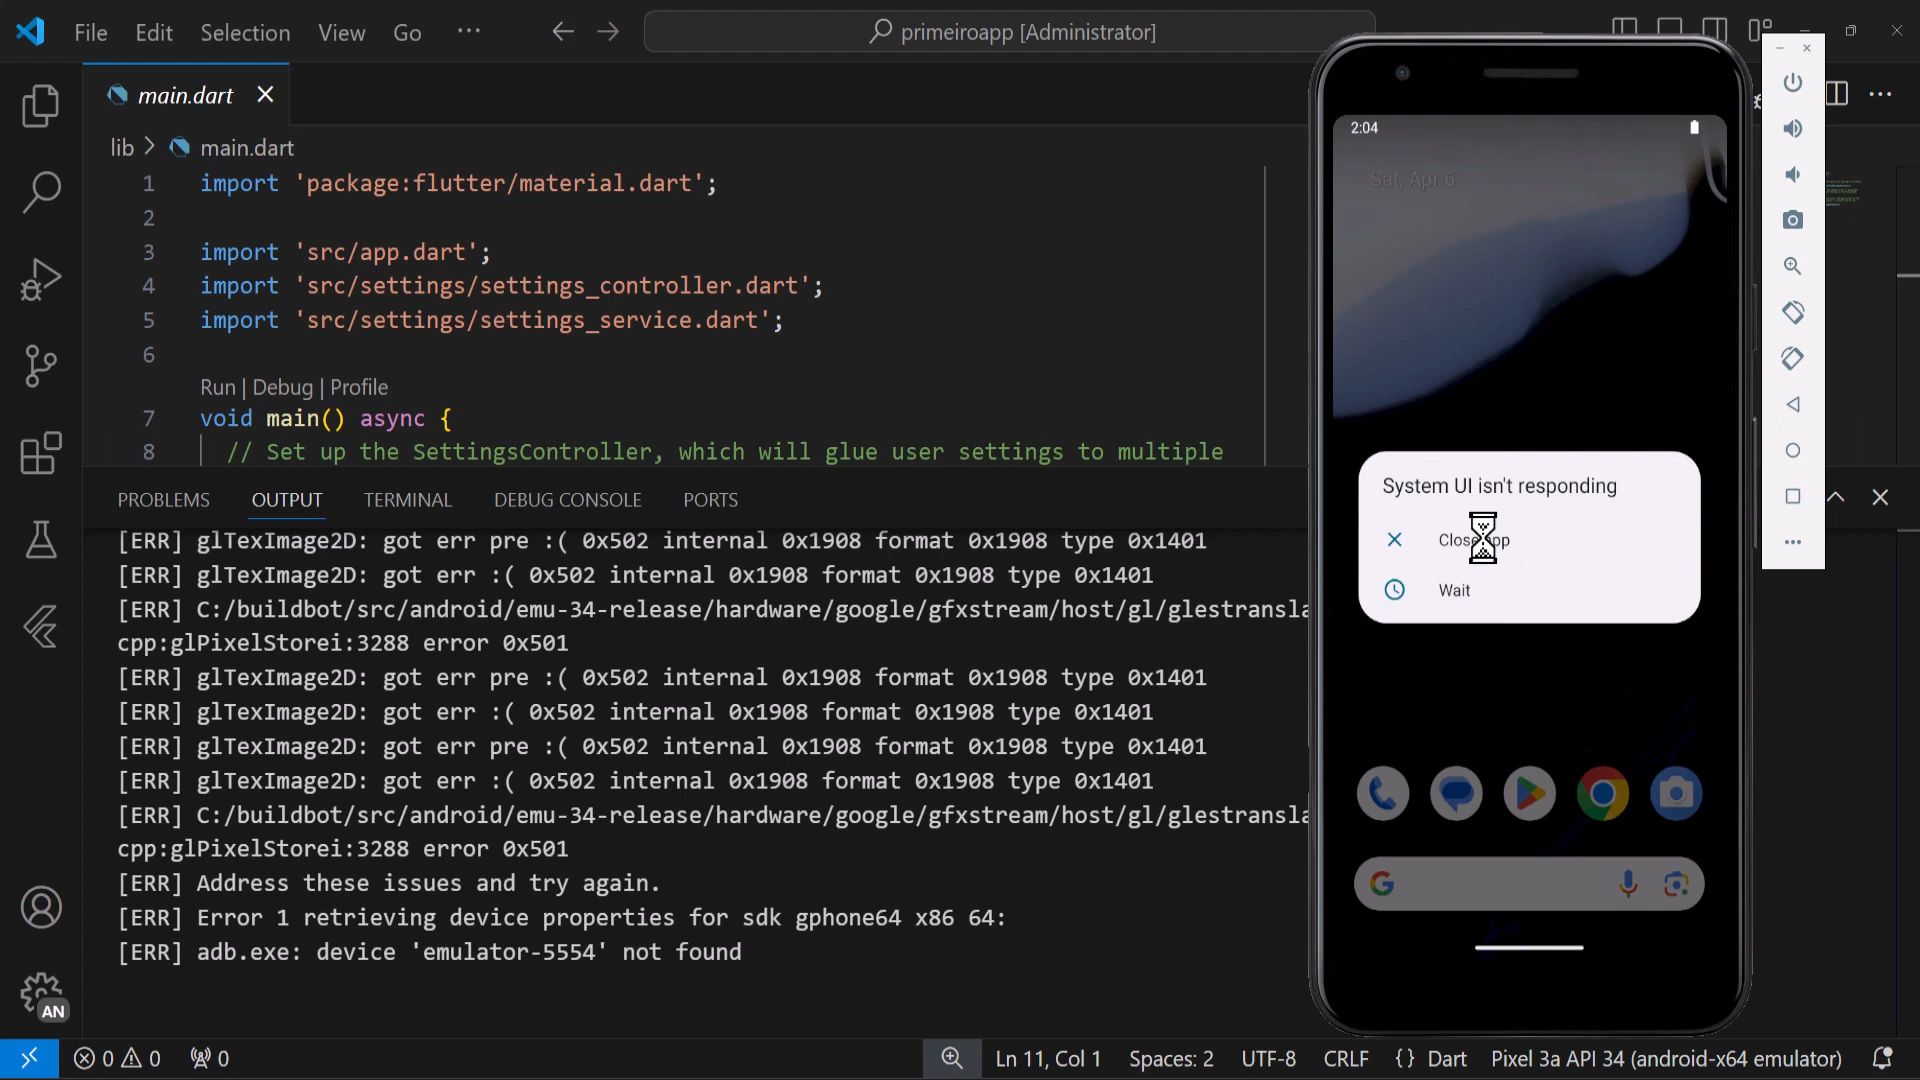 File Edit Selection View Go ...
primeiroapp [Administrator]
main.dart
lib > main.dart
1 import 'package:flutter/material.dart';
2
3 import 'src/app.dart';
4 import 'src/settings/settings_controller.dart';
5 import 'src/settings/settings_service.dart';
6
Run | Debug | Profile
7 void main() async {
8 // Set up the SettingsController, which will glue user settings to multiple
PROBLEMS OUTPUT TERMINAL DEBUG CONSOLE PORTS
[ERR] glTexImage2D: got err pre :( 0x502 internal 0x1908 format 0x1908 type 0x1401
[ERR] glTexImage2D: got err :( 0x502 internal 0x1908 format 0x1908 type 0x1401
[ERR] C:/buildbot/src/android/emu-34-release/hardware/google/gfxstream/host/gl/glestransla
cpp:glPixelStorei:3288 error 0x501
[ERR] glTexImage2D: got err pre :( 0x502 internal 0x1908 format 0x1908 type 0x1401
[ERR] glTexImage2D: got err :( 0x502 internal 0x1908 format 0x1908 type 0x1401
[ERR] glTexImage2D: got err pre :( 0x502 internal 0x1908 format 0x1908 type 0x1401
[ERR] glTexImage2D: got err :( 0x502 internal 0x1908 format 0x1908 type 0x1401
[ERR] C:/buildbot/src/android/emu-34-release/hardware/google/gfxstream/host/gl/glestransla
cpp:glPixelStorei:3288 error 0x501
[ERR] Address these issues and try again.
[ERR] Error 1 retrieving device properties for sdk gphone64 x86 64:
[ERR] adb.exe: device 'emulator-5554' not found
2:04
Sat, Apr 6
System UI isn't responding
Close app
Wait
AN
0 0 0
Ln 11, Col 1 Spaces: 2 UTF-8 CRLF {} Dart Pixel 3a API 34 (android-x64 emulator)